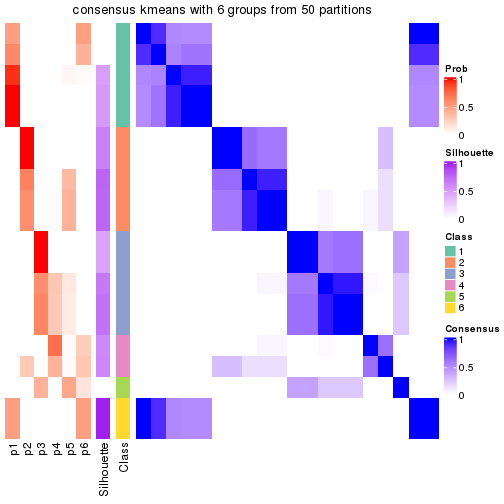 consensus kmeans with 6 groups from 50 partitions
Prob
1
0.5
0
Silhouette
1
0.5
0
Class
1
2
3
4
5
6
Consensus
1
0.5
0
p1
p2
p3
p4
p5
p6
Silhouette
Class